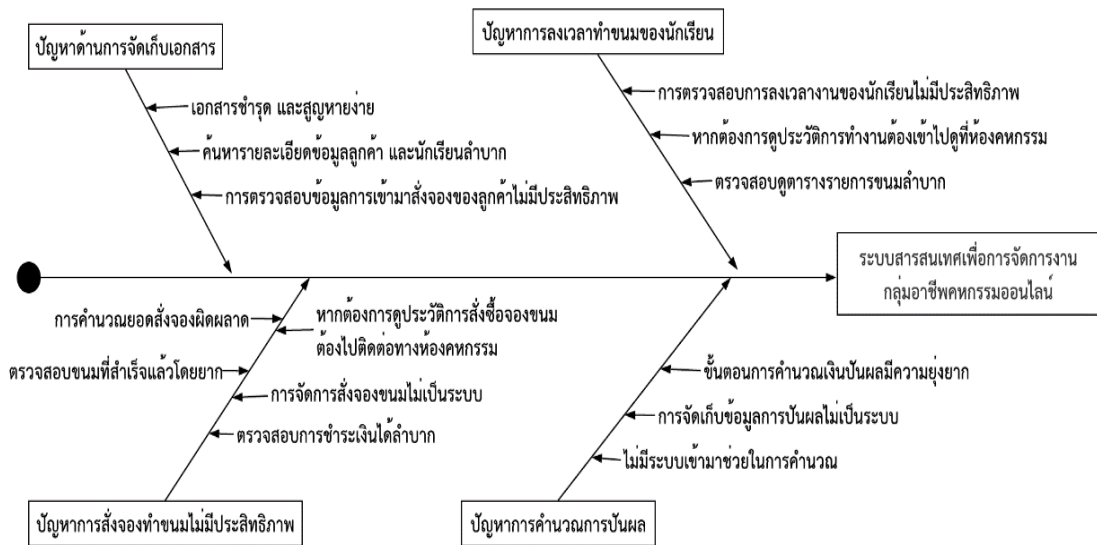 ปัญหาด้านการจัดเก็บเอกสาร
เอกสารชำรุด และสูญหายง่าย
ค้นหารายละเอียดข้อมูลลูกค้า และนักเรียนลำบาก
การตรวจสอบข้อมูลการเข้ามาสั่งจองของลูกค้าไม่มีประสิทธิภาพ
ปัญหาการลงเวลาทำขนมของนักเรียน
การตรวจสอบการลงเวลางานของนักเรียนไม่มีประสิทธิภาพ
หากต้องการดูประวัติการทำงานต้องเข้าไปดูที่ห้องคหกรรม
ตรวจสอบดูตารางรายการขนมลำบาก
ระบบสารสนเทศเพื่อการจัดการงาน
กลุ่มอาชีพคหกรรมออนไลน์
การคำนวณยอดสั่งจองผิดผลาด
หากต้องการดูประวัติการสั่งซื้อจองขนม
ต้องไปติดต่อทางห้องคหกรรม
ตรวจสอบขนมที่สำเร็จแล้วโดยยาก
การจัดการสั่งจองขนมไม่เป็นระบบ
ตรวจสอบการชำระเงินได้ลำบาก
ปัญหาการสั่งจองทำขนมไม่มีประสิทธิภาพ
ขั้นตอนการคำนวณเงินปันผลมีความยุ่งยาก
การจัดเก็บข้อมูลการปันผลไม่เป็นระบบ
ไม่มีระบบเข้ามาช่วยในการคำนวณ
ปัญหาการคำนวณการปันผล